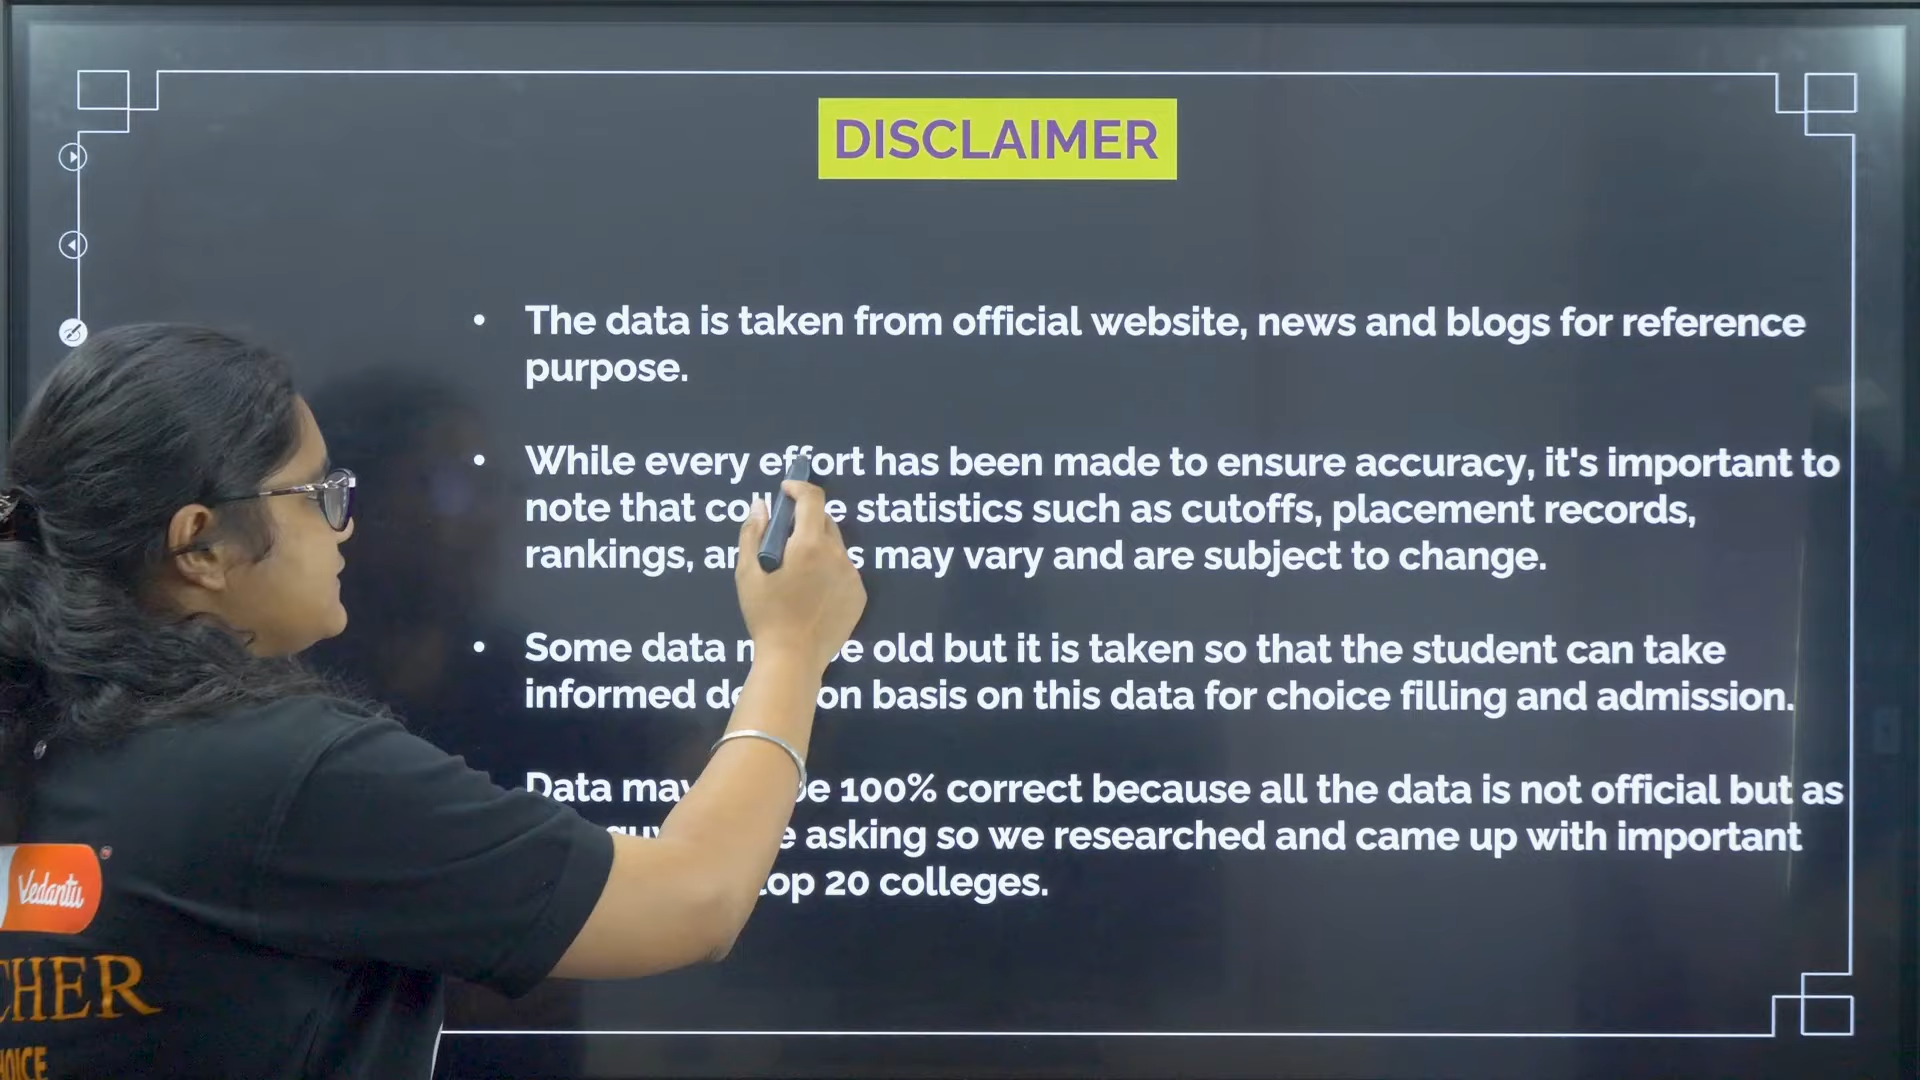 DISCLAIMER
• The data is taken from official website, news and blogs for reference
purpose.
• While every effort has been made to ensure accuracy, it's important to
note that statistics such as cutoffs, placement records,
rankings, may vary and are subject to change.
• Some data old but it is taken so that the student can take
informed basis on this data for choice filling and admission.
Data may be 100% correct because all the data is not official but as
asking so we researched and came up with important
top 20 colleges.
Vedantu